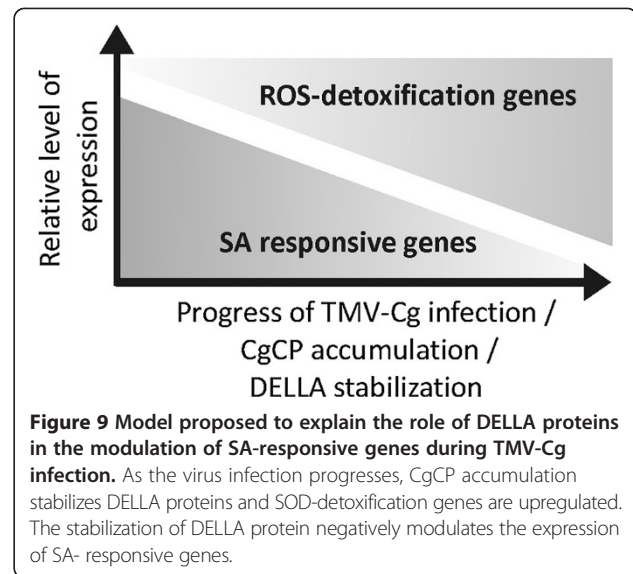 Relative level of
expression
ROS-detoxification genes
SA responsive genes
Progress of TMV-Cg infection /
CgCP accumulation /
DELLA stabilization
Figure 9 Model proposed to explain the role of DELLA proteins
in the modulation of SA-responsive genes during TMV-Cg
infection. As the virus infection progresses, CgCP accumulation
stabilizes DELLA proteins and SOD-detoxification genes are upregulated.
The stabilization of DELLA protein negatively modulates the expression
of SA- responsive genes.